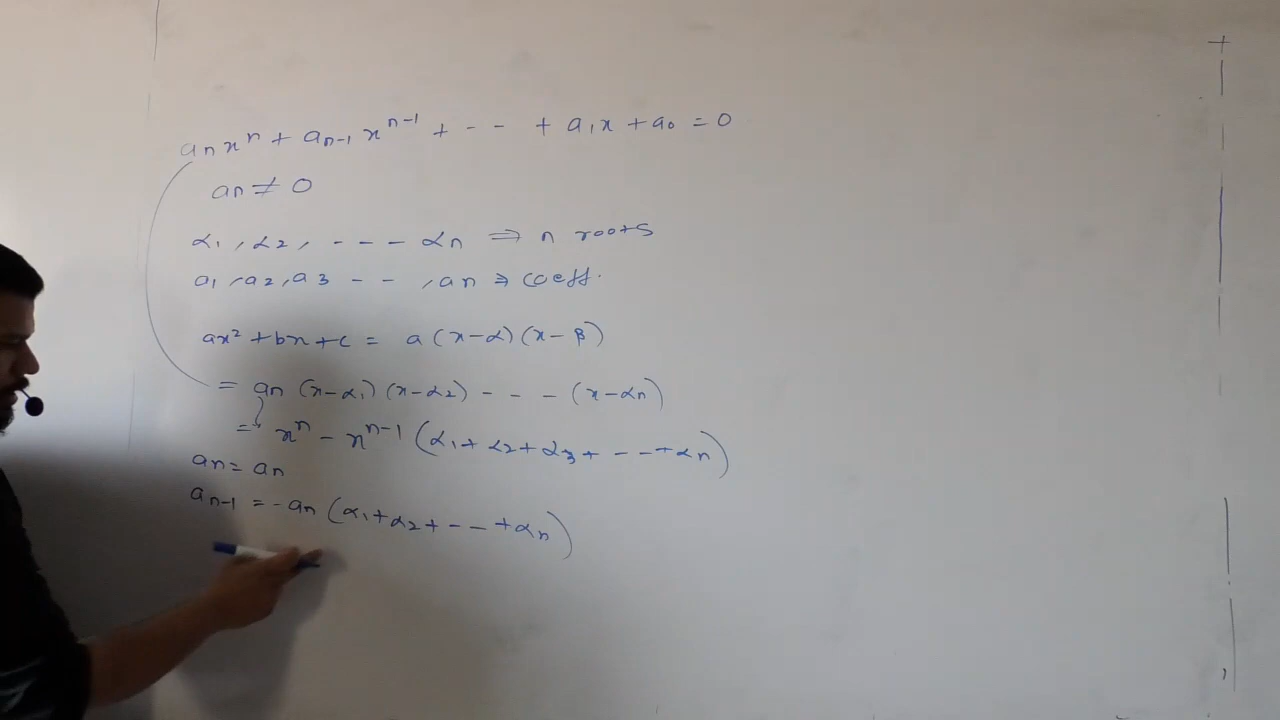 aₙxⁿ + aₙ₋₁xⁿ⁻¹ + - - + a₁x + a₀ = 0
aₙ ≠ 0
α₁, α₂, - - - - αₙ ⇒ n roots
a₁, a₂, a₃ - - , aₙ ⇒ coeff.
ax² + bx + c = a(x-α)(x-β)
= aₙ(x-α₁)(x-α₂) - - - (x-αₙ)
= xⁿ - xⁿ⁻¹(α₁ + α₂ + α₃ + - - + αₙ)
aₙ = aₙ
aₙ₋₁ = -aₙ(α₁ + α₂ + - - + αₙ)